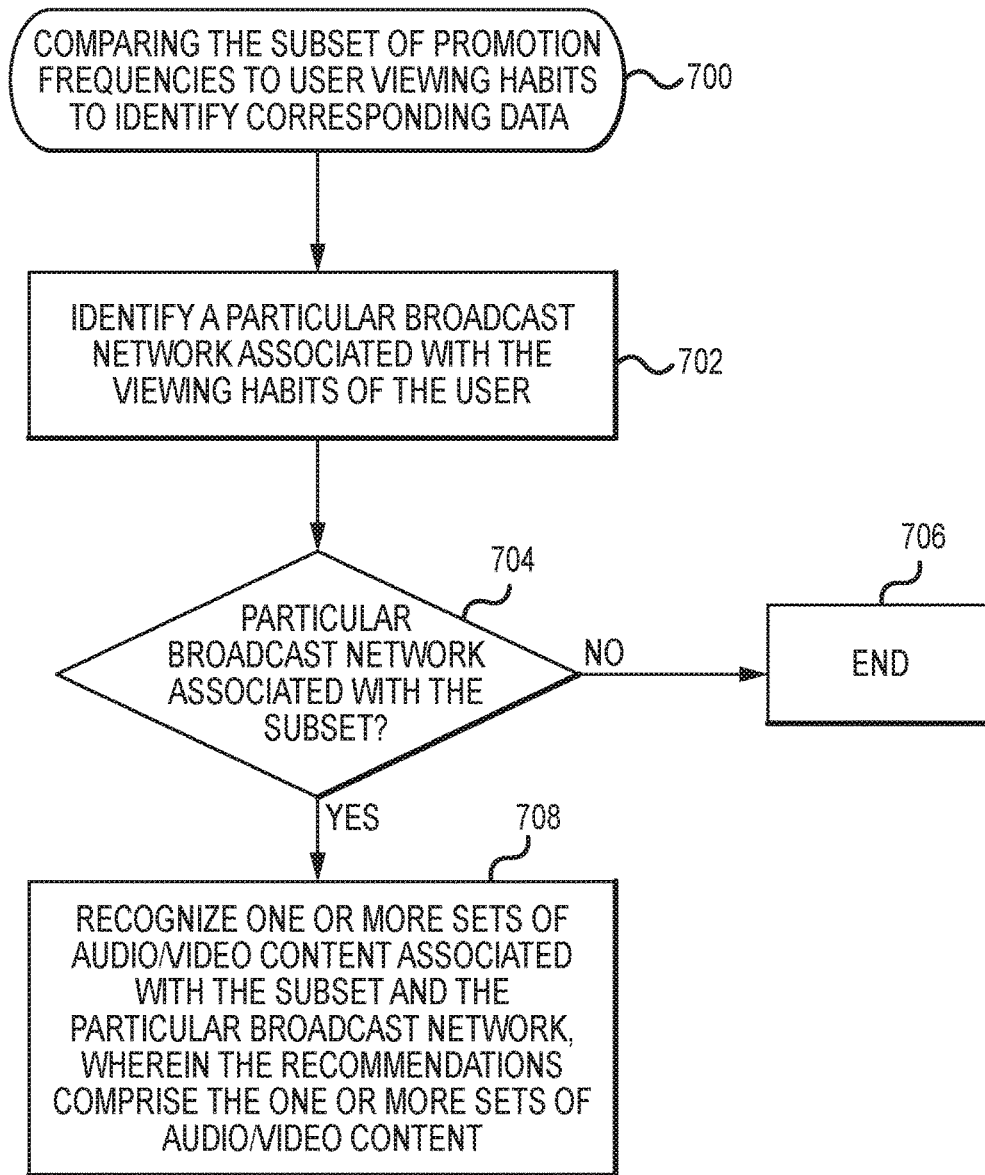 COMPARING THE SUBSET OF PROMOTION
FREQUENCIES TO USER VIEWING HABITS
TO IDENTIFY CORRESPONDING DATA
700
IDENTIFY A PARTICULAR BROADCAST
NETWORK ASSOCIATED WITH THE
VIEWING HABITS OF THE USER
702
704
PARTICULAR
BROADCAST NETWORK
ASSOCIATED WITH THE
SUBSET?
NO
706
END
YES
708
RECOGNIZE ONE OR MORE SETS OF
AUDIO/VIDEO CONTENT ASSOCIATED
WITH THE SUBSET AND THE
PARTICULAR BROADCAST NETWORK,
WHEREIN THE RECOMMENDATIONS
COMPRISE THE ONE OR MORE SETS OF
AUDIO/VIDEO CONTENT